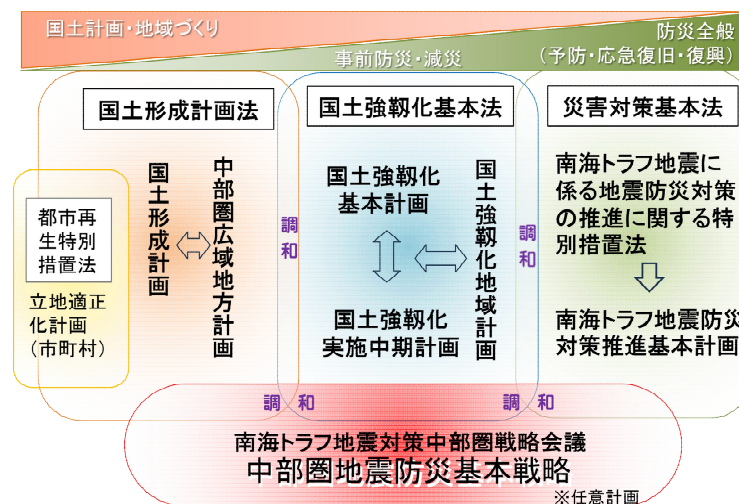 国土計画・地域づくり
防災全般
(予防・応急復旧・復興)
事前防災・減災
国土形成計画法
国土強靱化基本法
災害対策基本法
都市再
生特別
措置法
立地適正
化計画
(市町村)
国土形成計画
中部圏広域地方計画
調和
国土強靱化
基本計画
国土強靱化
実施中期計画
国土強靱化地域計画
調和
南海トラフ地震に
係る地震防災対策
の推進に関する特
別措置法
南海トラフ地震防災
対策推進基本計画
調和
調和
南海トラフ地震対策中部圏戦略会議
中部圏地震防災基本戦略
※任意計画